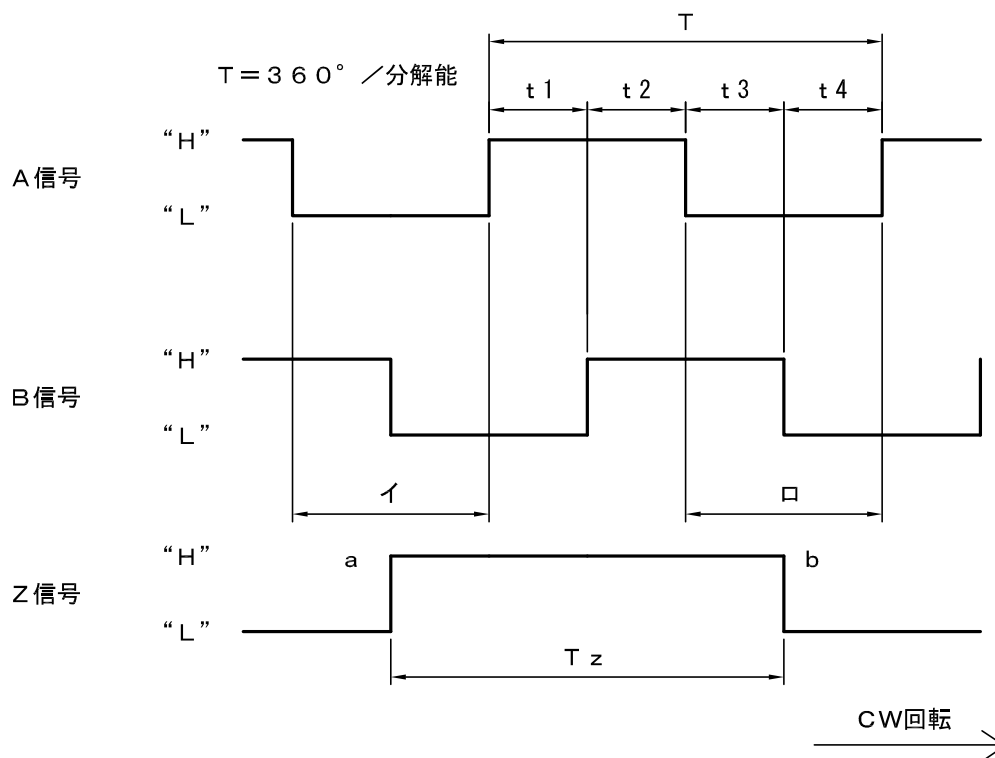 T
T＝360°／分解能
t1 t2 t3 t4
“H”
A信号
“L”
“H”
B信号
“L”
イ ロ
“H”
a b
Z信号
“L”
Tz
CW回転